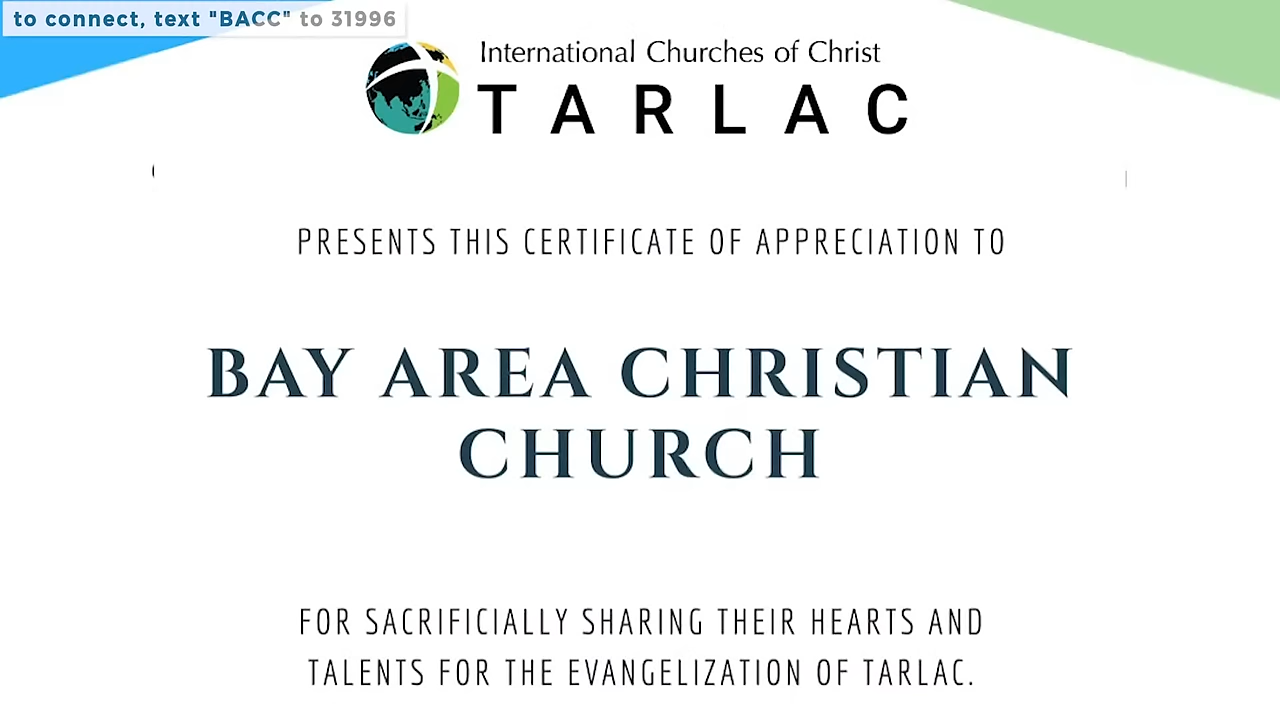 to connect, text "BACC" to 31996
International Churches of Christ
TARLAC
PRESENTS THIS CERTIFICATE OF APPRECIATION TO
BAY AREA CHRISTIAN
CHURCH
FOR SACRIFICIALLY SHARING THEIR HEARTS AND
TALENTS FOR THE EVANGELIZATION OF TARLAC.